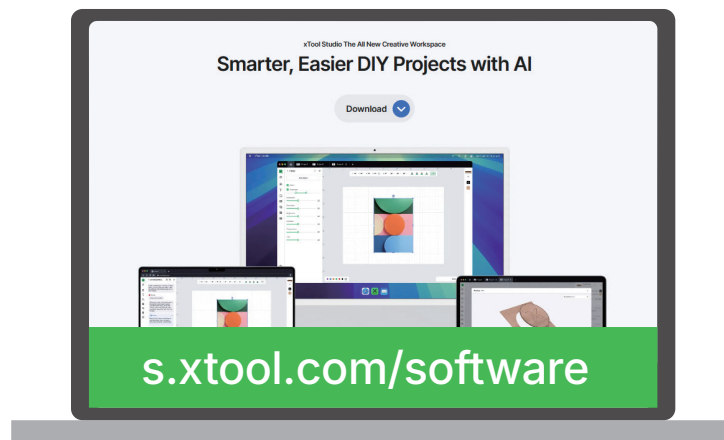 xTool Studio The All New Creative Workspace
Smarter, Easier DIY Projects with AI
Download
s.xtool.com/software